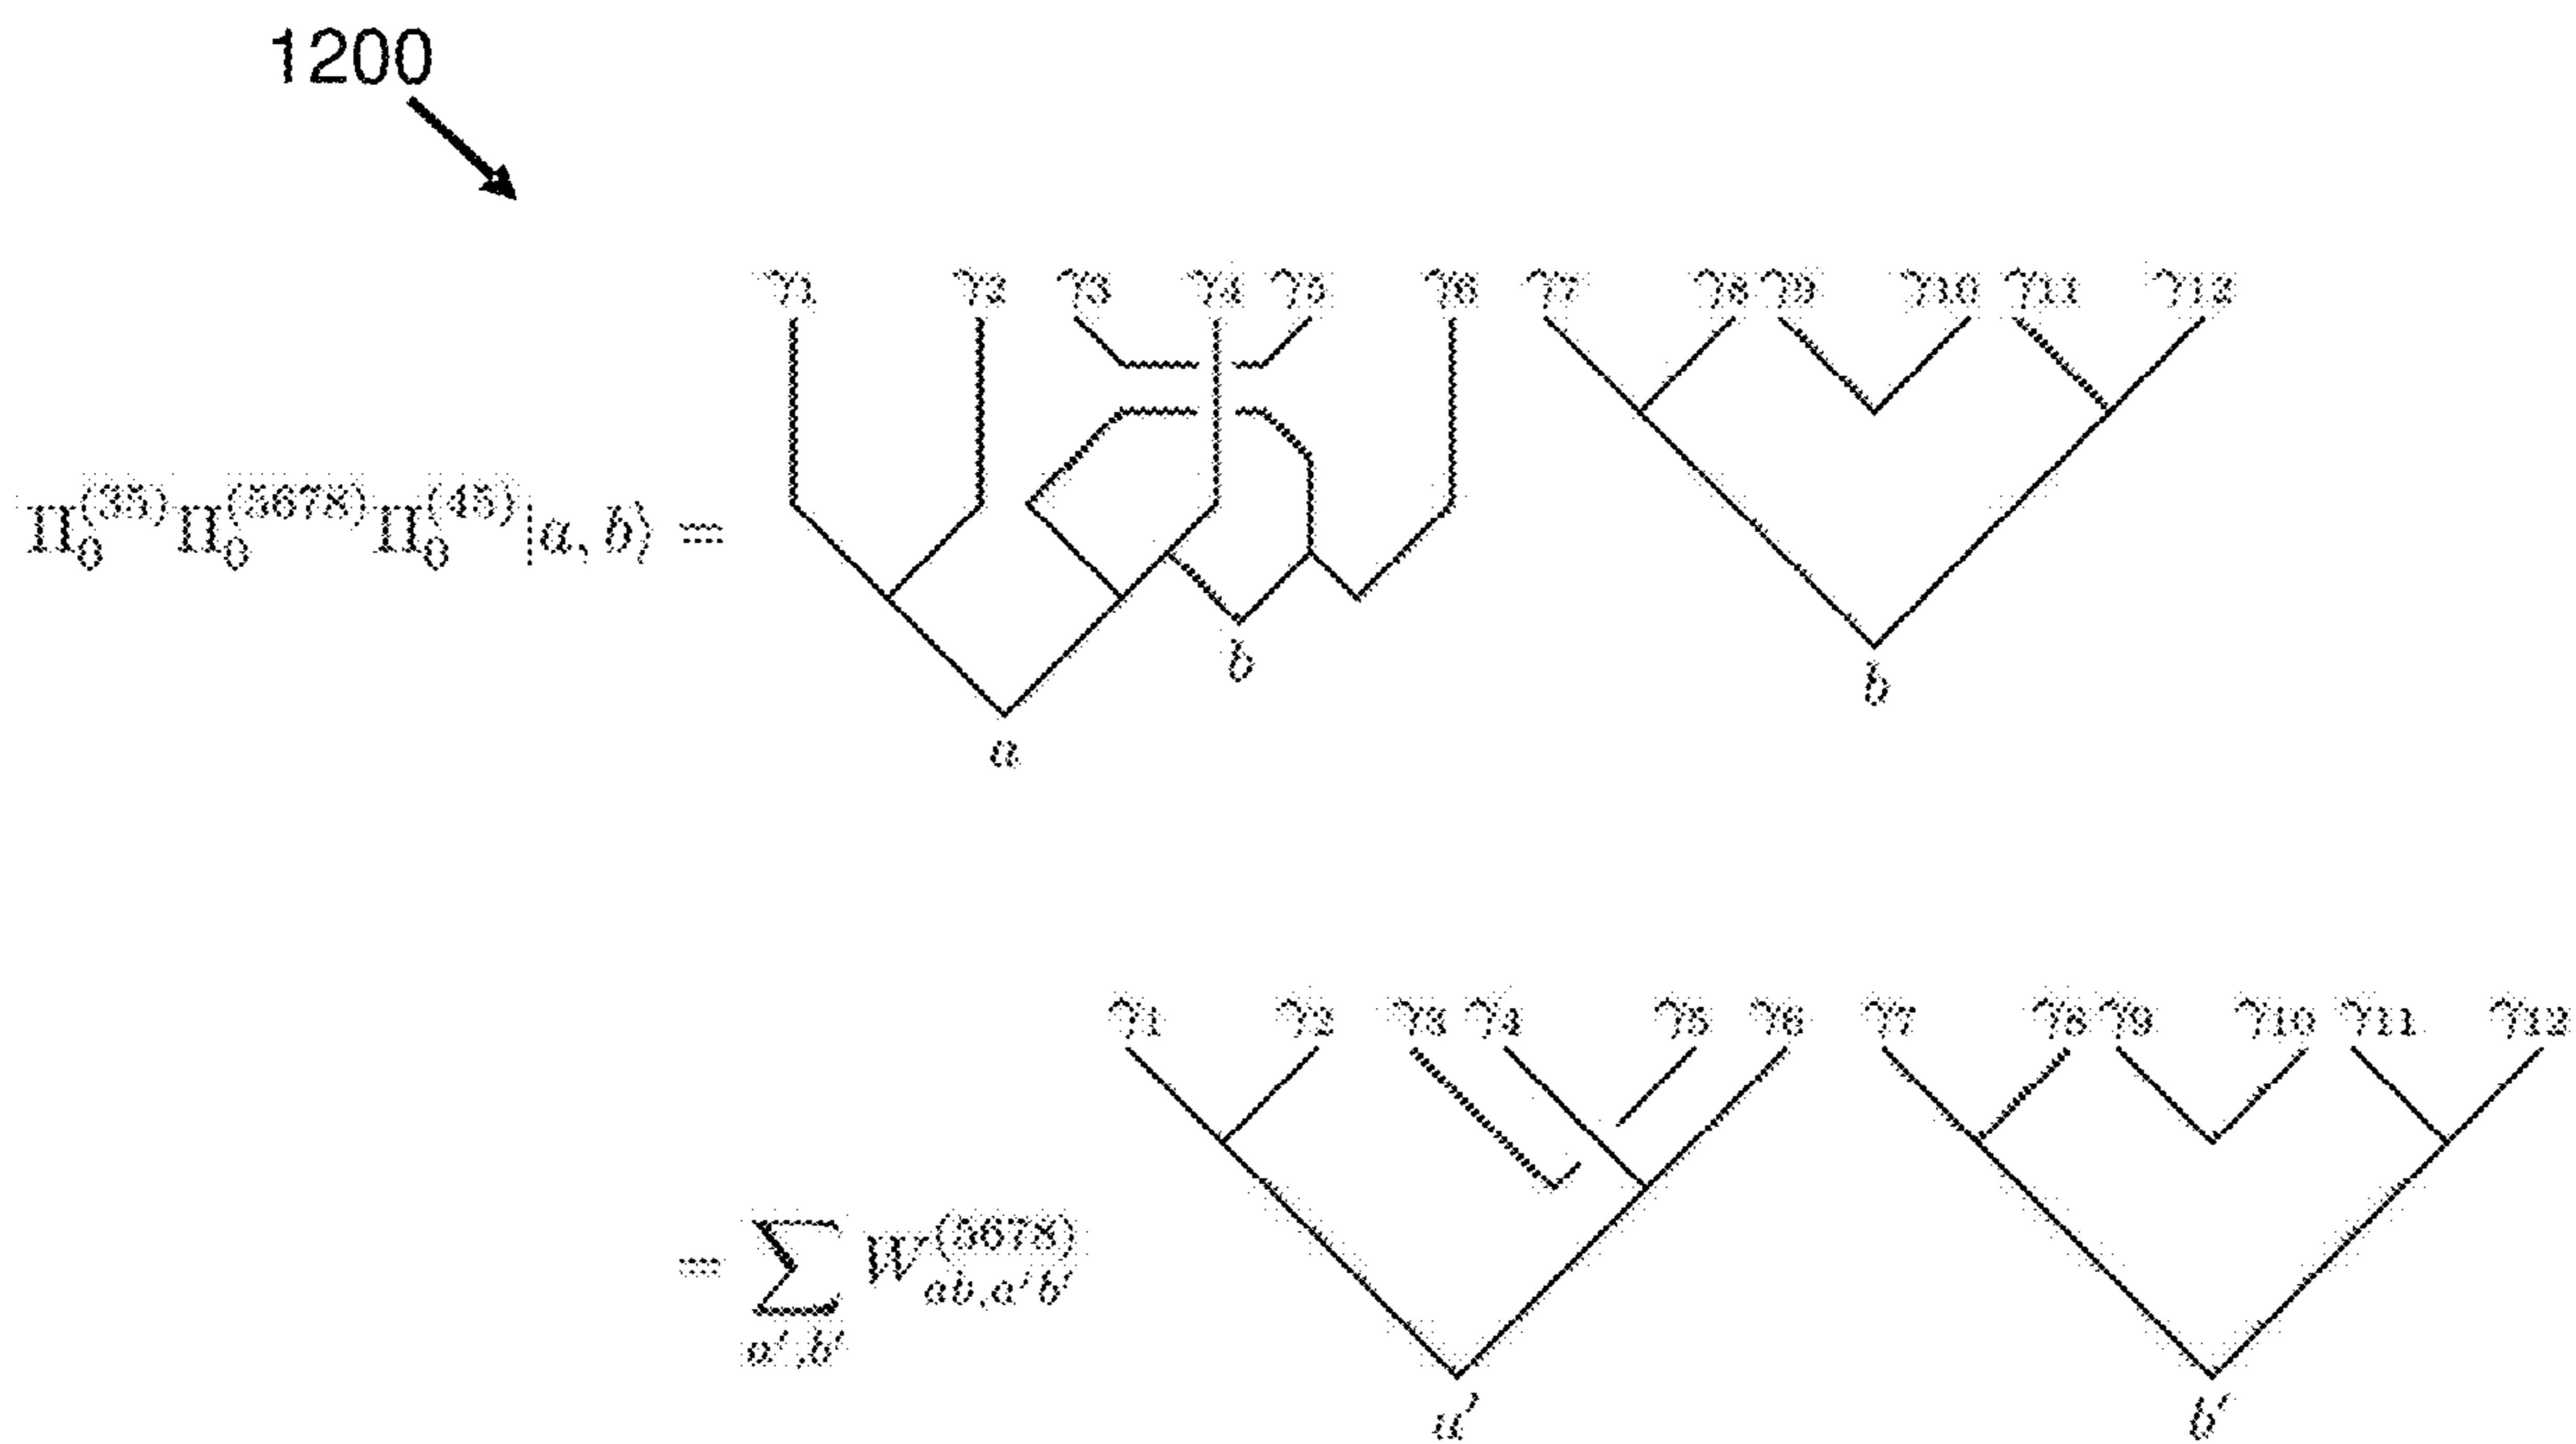 1200
γ1 γ2 γ3 γ4 γ5 γ6 γ7 γ8 γ9 γ10 γ11 γ12
Π₀⁽³⁵⁾Π₀⁽⁵⁶⁷⁸⁾Π₀⁽⁴⁵⁾|a, b⟩ =
b b
a
γ1 γ2 γ3 γ4 γ5 γ6 γ7 γ8 γ9 γ10 γ11 γ12
= ∑ W⁽⁵⁶⁷⁸⁾ab,a′b′
a′,b′
a′ b′